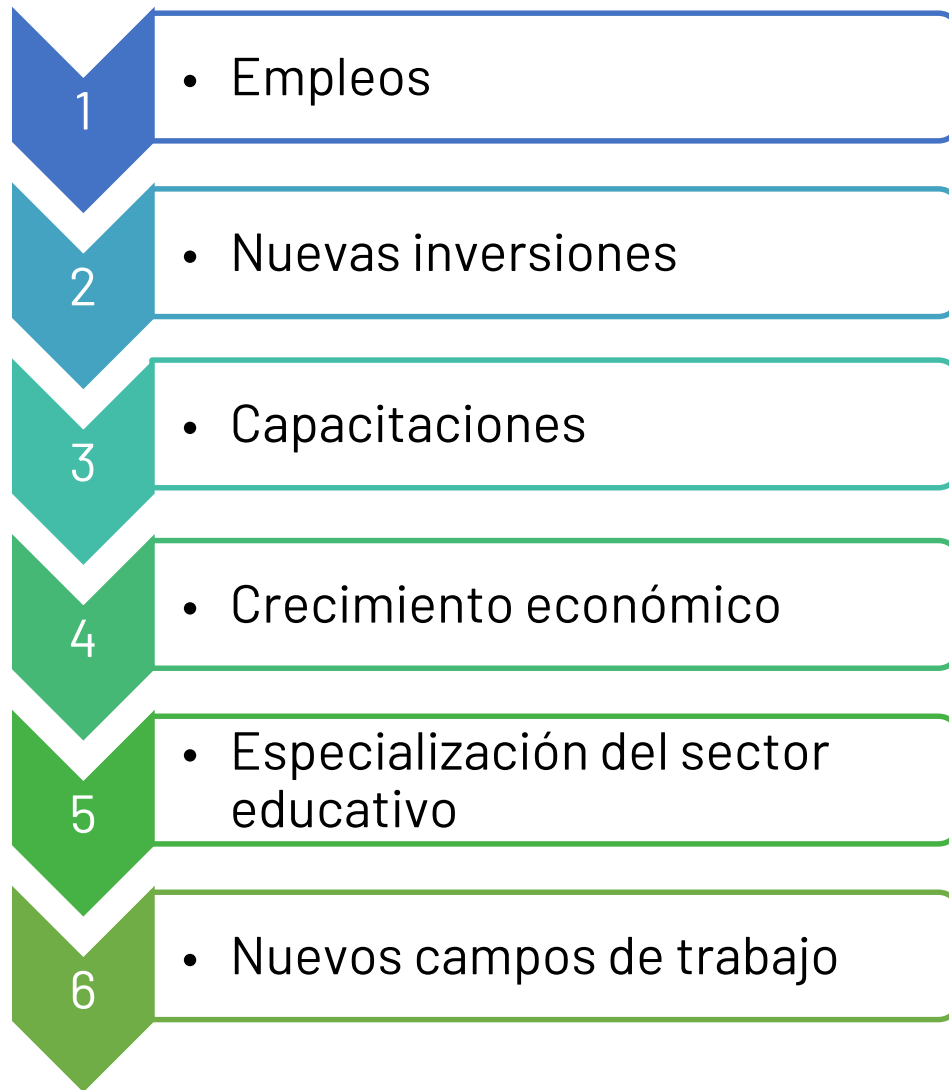 1
• Empleos
2
• Nuevas inversiones
3
• Capacitaciones
4
• Crecimiento económico
5
• Especialización del sector
educativo
6
• Nuevos campos de trabajo